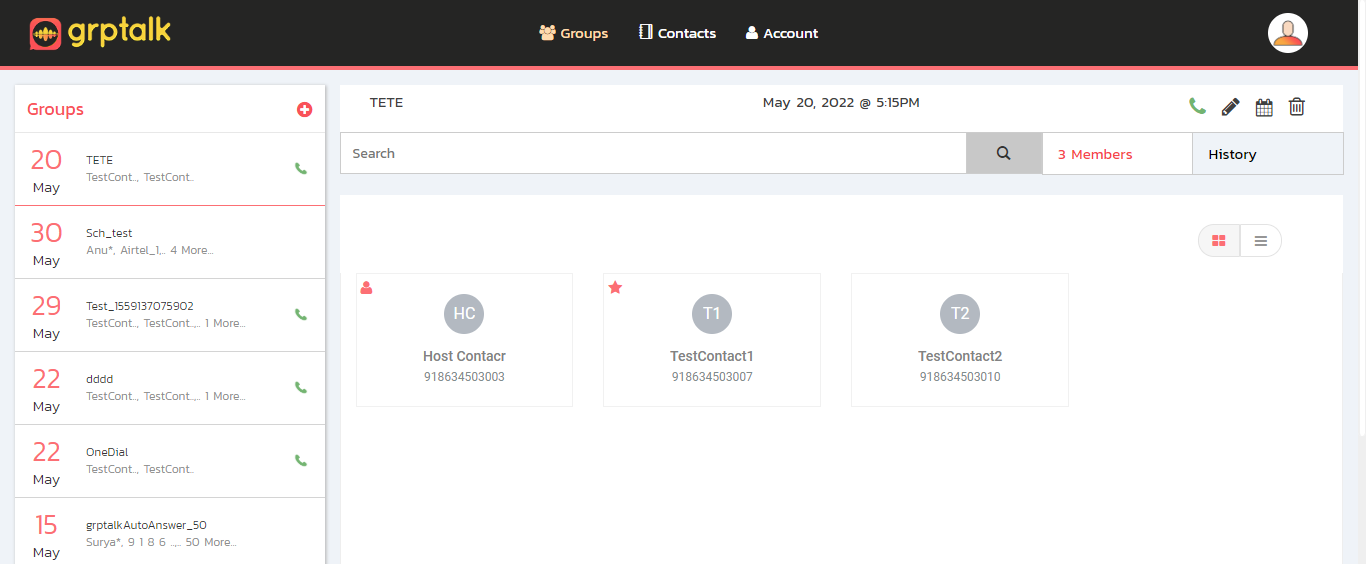 grptalk
Groups Contacts Account
Groups
20 May
TETE
TestCont.., TestCont..
30 May
Sch_test
Anu*, Airtel_1,.. 4 More...
29 May
Test_1559137075902
TestCont.., TestCont..,.. 1 More...
22 May
dddd
TestCont.., TestCont..,.. 1 More...
22 May
OneDial
TestCont.., TestCont..
15 May
grptalkAutoAnswer_50
Surya*, 9 1 8 6 ..,.. 50 More...
TETE
May 20, 2022 @ 5:15PM
Search
3 Members
History
HC
Host Contacr
918634503003
T1
TestContact1
918634503007
T2
TestContact2
918634503010